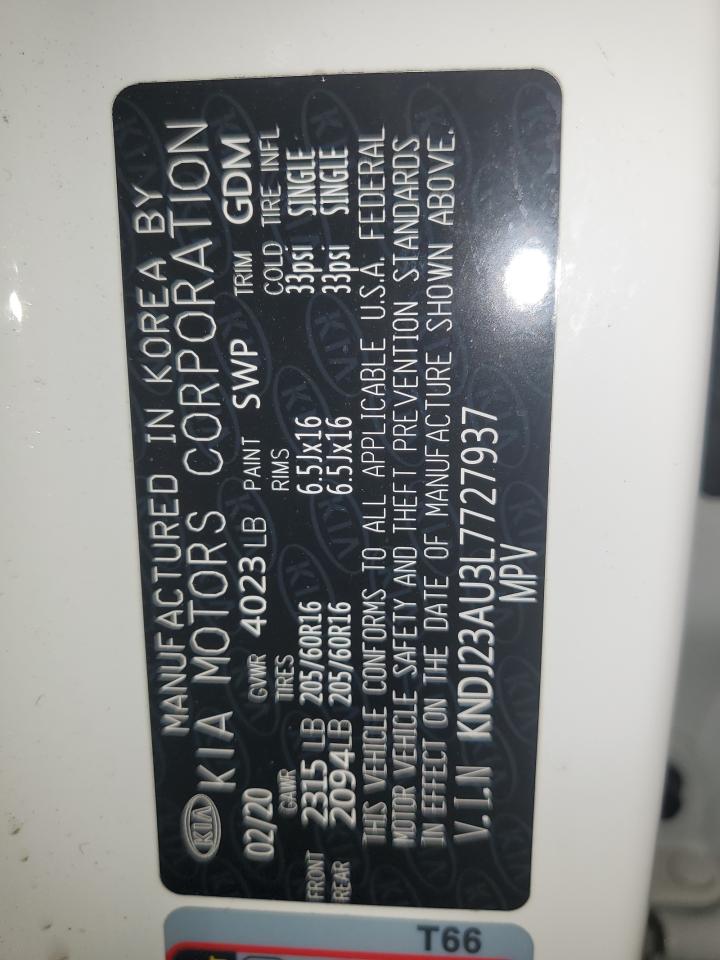 MANUFACTURED IN KOREA BY
KIA KIA MOTORS CORPORATION
02/20 GVWR 4023 LB PAINT SWP TRIM GDM
GAWR TIRES RIMS COLD TIRE INFL
FRONT 2315 LB 205/60R16 6.5Jx16 33psi SINGLE
REAR 2094 LB 205/60R16 6.5Jx16 33psi SINGLE
THIS VEHICLE CONFORMS TO ALL APPLICABLE U.S.A. FEDERAL
MOTOR VEHICLE SAFETY AND THEFT PREVENTION STANDARDS
IN EFFECT ON THE DATE OF MANUFACTURE SHOWN ABOVE.
V.I.N KNDJ23AU3L7727937
MPV
T66